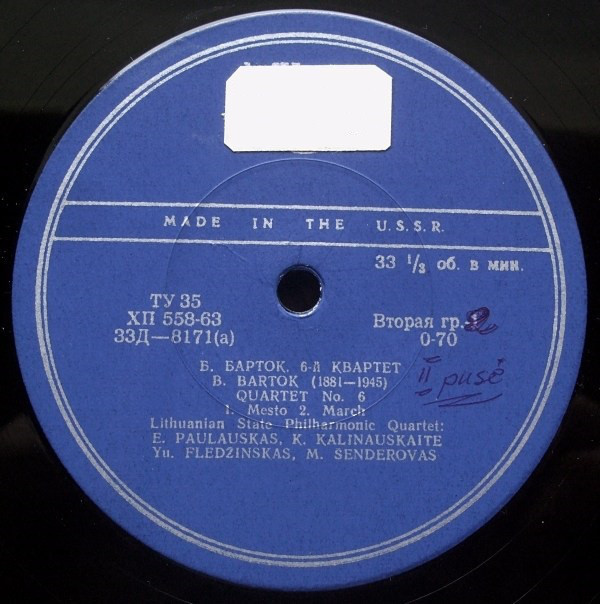 MADE IN THE U.S.S.R.
33 1/3 об. в мин.
ТУ 35
ХП 558-63
33Д—8171(а)
Вторая гр. 2
0-70
Б. БАРТОК. 6-й КВАРТЕТ
B. BARTOK (1881—1945)
QUARTET No. 6
1. Mesto 2. March
Lithuanian State Philharmonic Quartet:
E. PAULAUSKAS, K. KALINAUSKAITE
Yu. FLEDŽINSKAS, M. SENDEROVAS
II pusė